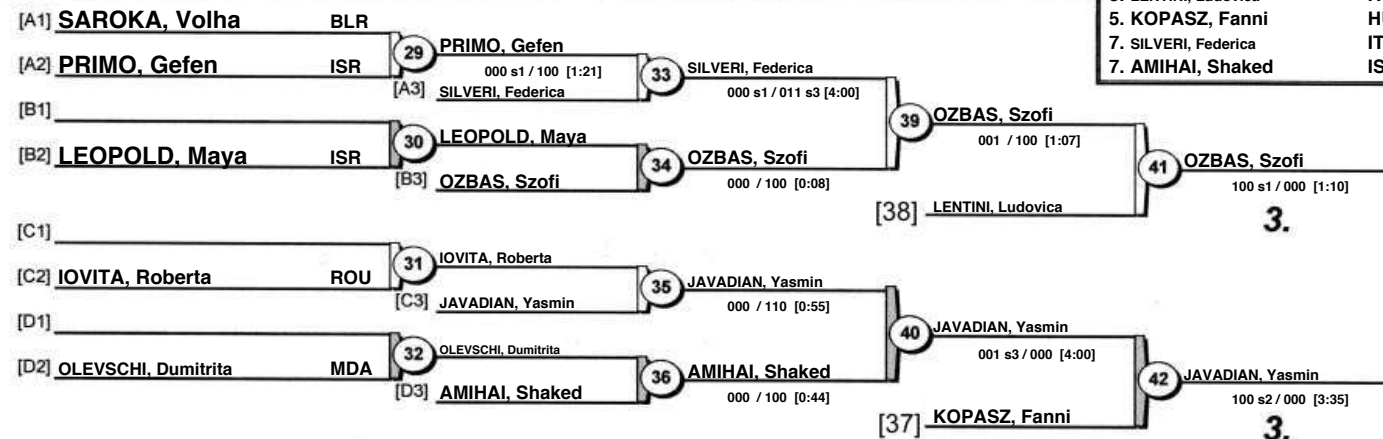 [A1] SAROKA, Volha BLR
[A2] PRIMO, Gefen ISR
29
PRIMO, Gefen
000 s1 / 100 [1:21]
[A3] SILVERI, Federica
33
SILVERI, Federica
000 s1 / 011 s3 [4:00]
[B1]
[B2] LEOPOLD, Maya ISR
30
LEOPOLD, Maya
[B3] OZBAS, Szofi
34
OZBAS, Szofi
000 / 100 [0:08]
39
OZBAS, Szofi
001 / 100 [1:07]
[38] LENTINI, Ludovica
41
OZBAS, Szofi
100 s1 / 000 [1:10]
3.
[C1]
[C2] IOVITA, Roberta ROU
31
IOVITA, Roberta
[C3] JAVADIAN, Yasmin
35
JAVADIAN, Yasmin
000 / 110 [0:55]
[D1]
[D2] OLEVSCHI, Dumitrita MDA
32
OLEVSCHI, Dumitrita
[D3] AMIHAI, Shaked
36
AMIHAI, Shaked
000 / 100 [0:44]
40
JAVADIAN, Yasmin
001 s3 / 000 [4:00]
[37] KOPASZ, Fanni
42
JAVADIAN, Yasmin
100 s2 / 000 [3:35]
3.
5. KOPASZ, Fanni HU
7. SILVERI, Federica IT
7. AMIHAI, Shaked IS